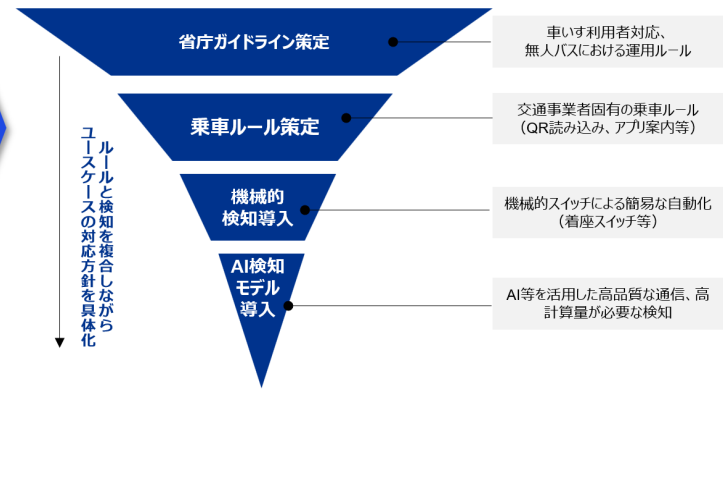 省庁ガイドライン策定
車いす利用者対応、
無人バスにおける運用ルール
乗車ルール策定
交通事業者固有の乗車ルール
（QR読み込み、アプリ案内等）
機械的
検知導入
機械的スイッチによる簡易な自動化
（着座スイッチ等）
AI検知
モデル
導入
AI等を活用した高品質な通信、高
計算量が必要な検知
ルールと検知を複合しながら
ユースケースの対応方針を具体化